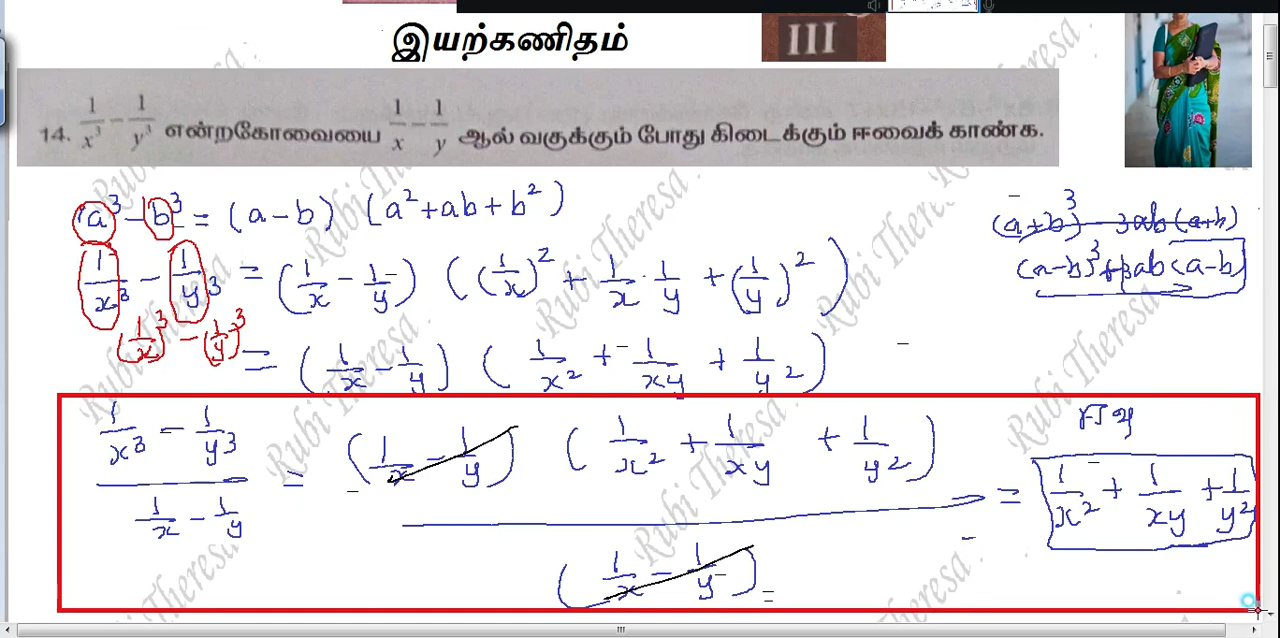 இயற்கணிதம்
III
14. 1/x³ - 1/y³ என்றகோவையை 1/x - 1/y ஆல் வகுக்கும் போது கிடைக்கும் ஈவைக் காண்க.
a³ - b³ = (a-b) (a²+ab+b²)
(a+b)³ - 3ab(a+b)
1/x³ - 1/y³ = (1/x - 1/y) ((1/x)² + 1/x · 1/y + (1/y)²)
(a-b)³ + 3ab(a-b)
(1/x)³ - (1/y)³
= (1/x - 1/y) (1/x² + 1/xy + 1/y²)
ஈவு
(1/x³ - 1/y³)/(1/x - 1/y) = (1/x - 1/y) (1/x² + 1/xy + 1/y²)/(1/x - 1/y) = 1/x² + 1/xy + 1/y²
Rubi Theresa